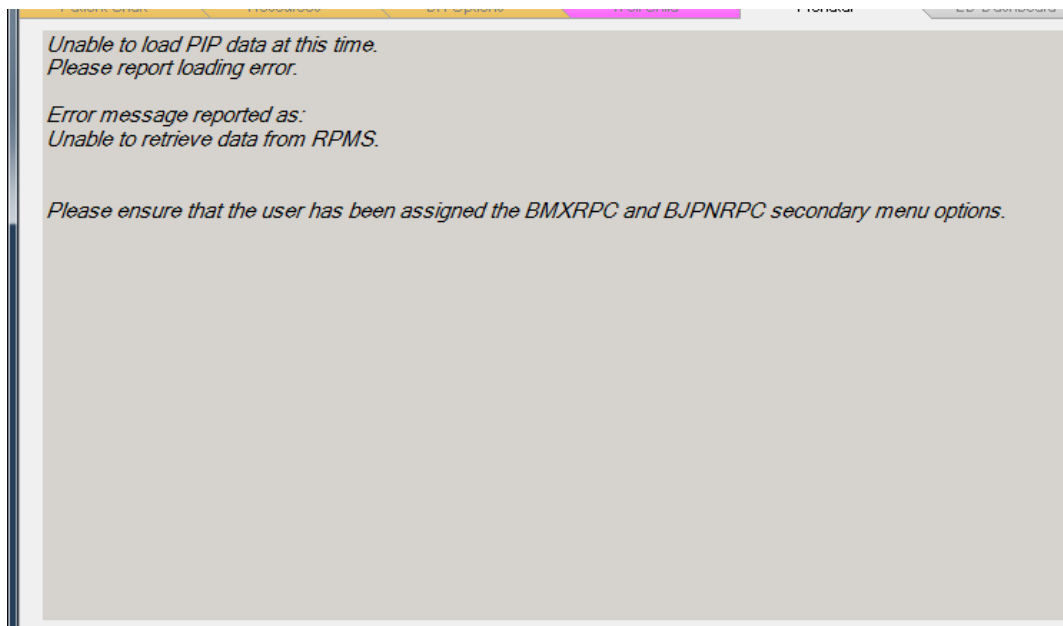 Unable to load PIP data at this time.
Please report loading error.
Error message reported as:
Unable to retrieve data from RPMS.
Please ensure that the user has been assigned the BMXRPC and BJPNRPC secondary menu options.